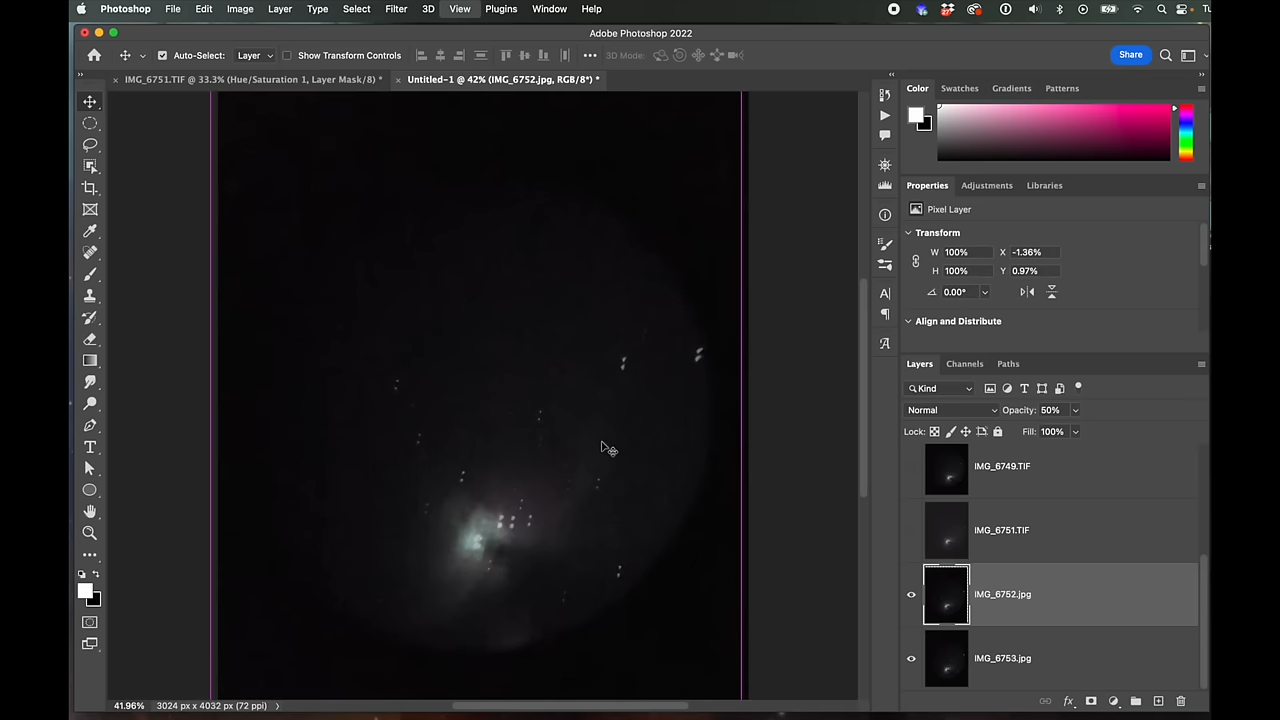 Photoshop File Edit Image Layer Type Select Filter 3D View Plugins Window Help
Adobe Photoshop 2022
Auto-Select: Layer Show Transform Controls 3D Mode: Share
IMG_6751.TIF @ 33.3% (Hue/Saturation 1, Layer Mask/8) * Untitled-1 @ 42% (IMG_6752.jpg, RGB/8*) *
Color Swatches Gradients Patterns
Properties Adjustments Libraries
Pixel Layer
Transform
W 100% X -1.36%
H 100% Y 0.97%
0.00°
Align and Distribute
Layers Channels Paths
Kind
Normal Opacity: 50%
Lock: Fill: 100%
IMG_6749.TIF
IMG_6751.TIF
IMG_6752.jpg
IMG_6753.jpg
41.96% 3024 px x 4032 px (72 ppi)